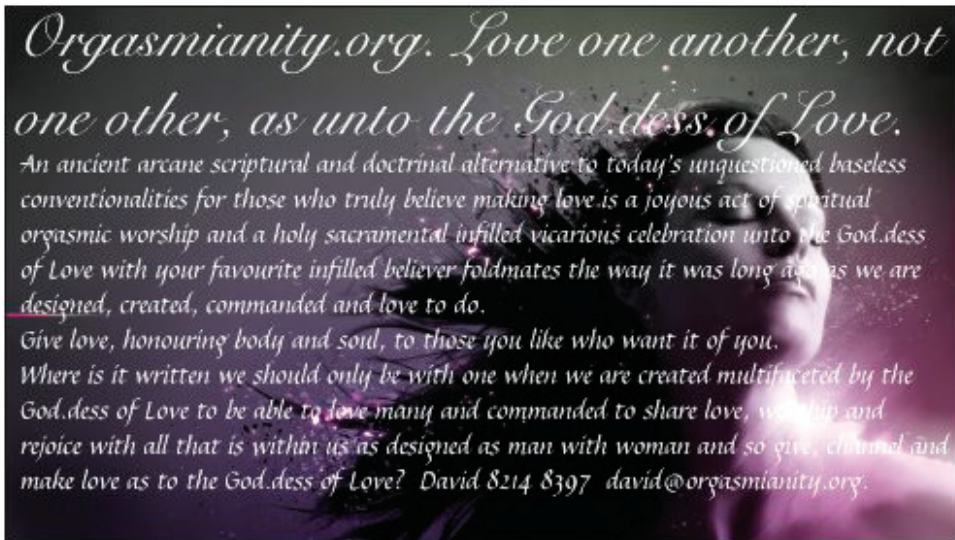 Orgasmianity.org. Love one another, not
one other, as unto the God.dess of Love.
An ancient arcane scriptural and doctrinal alternative to today's unquestioned baseless
conventionalities for those who truly believe making love is a joyous act of spiritual
orgasmic worship and a holy sacramental infilled vicarious celebration unto the God.dess
of Love with your favourite infilled believer foldmates the way it was long ago as we are
designed, created, commanded and love to do.
Give love, honouring body and soul, to those you like who want it of you.
Where is it written we should only be with one when we are created multifaceted by the
God.dess of Love to be able to love many and commanded to share love, worship and
rejoice with all that is within us as designed as man with woman and so give, channel and
make love as to the God.dess of Love? David 8214 8397 david@orgasmianity.org.